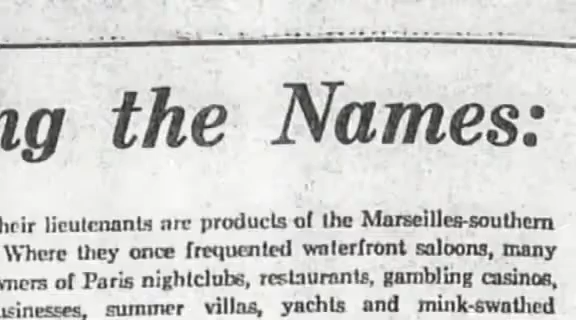 ng the Names:
heir lieutenants are products of the Marseilles-southern
Where they once frequented waterfront saloons, many
wners of Paris nightclubs, restaurants, gambling casinos,
usinesses, summer villas, yachts and mink-swathed